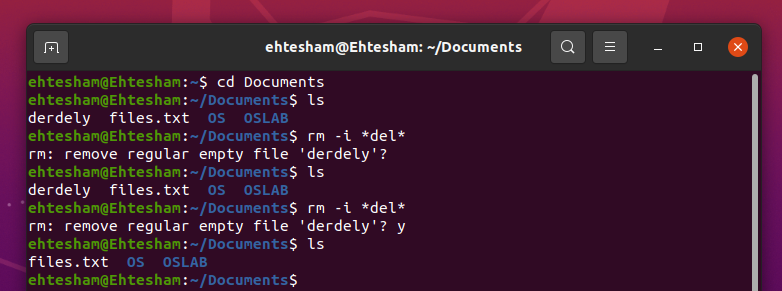 ehtesham@Ehtesham: ~/Documents
ehtesham@Ehtesham:~$ cd Documents
ehtesham@Ehtesham:~/Documents$ ls
derdely  files.txt  OS  OSLAB
ehtesham@Ehtesham:~/Documents$ rm -i *del*
rm: remove regular empty file 'derdely'?
ehtesham@Ehtesham:~/Documents$ ls
derdely  files.txt  OS  OSLAB
ehtesham@Ehtesham:~/Documents$ rm -i *del*
rm: remove regular empty file 'derdely'? y
ehtesham@Ehtesham:~/Documents$ ls
files.txt  OS  OSLAB
ehtesham@Ehtesham:~/Documents$